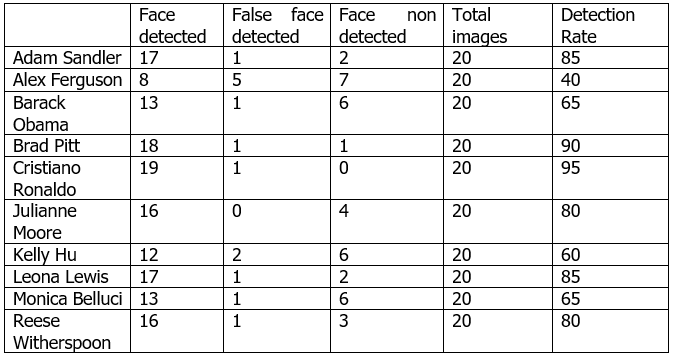 Face detected False face detected Face non detected Total images Detection Rate
Adam Sandler 17 1 2 20 85
Alex Ferguson 8 5 7 20 40
Barack Obama 13 1 6 20 65
Brad Pitt 18 1 1 20 90
Cristiano Ronaldo 19 1 0 20 95
Julianne Moore 16 0 4 20 80
Kelly Hu 12 2 6 20 60
Leona Lewis 17 1 2 20 85
Monica Belluci 13 1 6 20 65
Reese Witherspoon 16 1 3 20 80